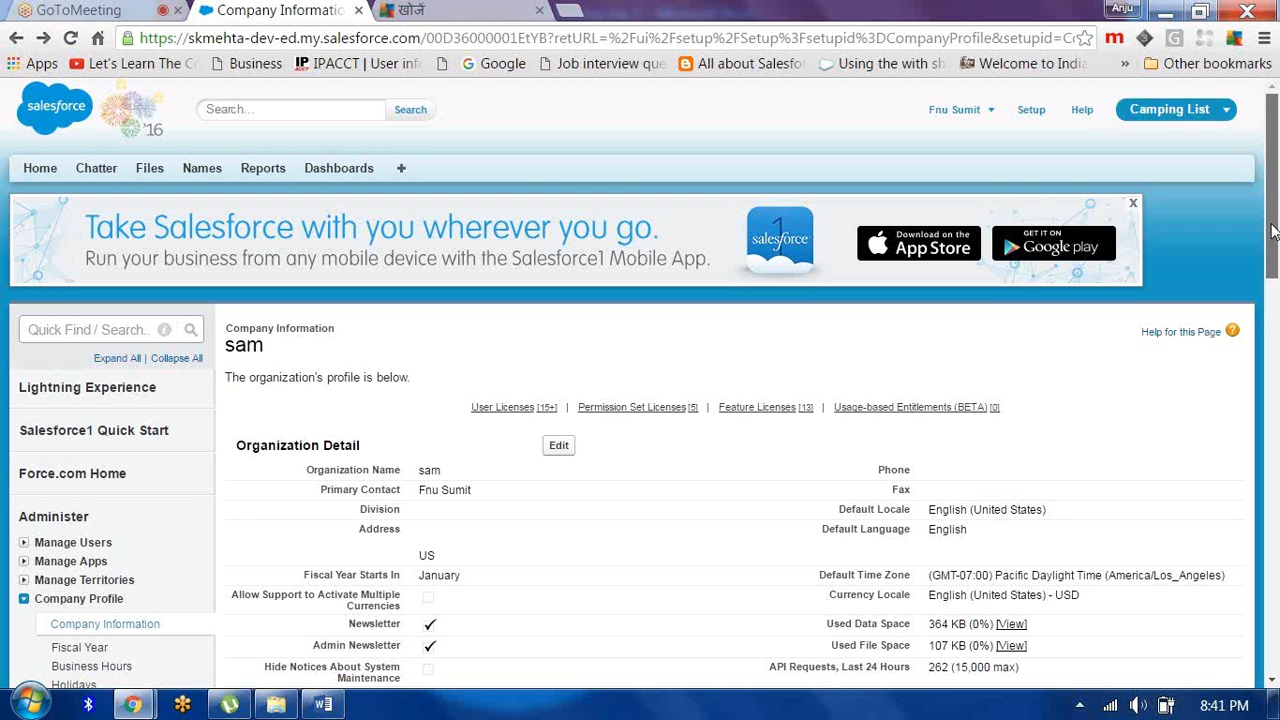 GoToMeeting
Company Informatio
खोजें
Anju
https://skmehta-dev-ed.my.salesforce.com/00D36000001EtYB?retURL=%2Fui%2Fsetup%2FSetup%3Fsetupid%3DCompanyProfile&setupid=Co
Apps
Let's Learn The C
Business
IPACCT | User inf
Google
Job interview que
All about Salesfo
Using the with sh
Welcome to India
»
Other bookmarks
salesforce
'16
Search...
Search
Fnu Sumit
Setup
Help
Camping List
Home
Chatter
Files
Names
Reports
Dashboards
+
Take Salesforce with you wherever you go.
Run your business from any mobile device with the Salesforce1 Mobile App.
1
salesforce
Download on the
App Store
GET IT ON
Google play
X
Quick Find / Search...
Expand All | Collapse All
Lightning Experience
Salesforce1 Quick Start
Force.com Home
Administer
Manage Users
Manage Apps
Manage Territories
Company Profile
Company Information
Fiscal Year
Business Hours
Holidays
Company Information
sam
Help for this Page
The organization's profile is below.
User Licenses [15+] | Permission Set Licenses [5] | Feature Licenses [13] | Usage-based Entitlements (BETA) [0]
Organization Detail
Edit
Organization Name sam
Phone
Primary Contact Fnu Sumit
Fax
Division
Default Locale English (United States)
Address
Default Language English
US
Fiscal Year Starts In January
Default Time Zone (GMT-07:00) Pacific Daylight Time (America/Los_Angeles)
Allow Support to Activate Multiple
Currencies
Currency Locale English (United States) - USD
Newsletter
Used Data Space 364 KB (0%) [View]
Admin Newsletter
Used File Space 107 KB (0%) [View]
Hide Notices About System
Maintenance
API Requests, Last 24 Hours 262 (15,000 max)
8:41 PM